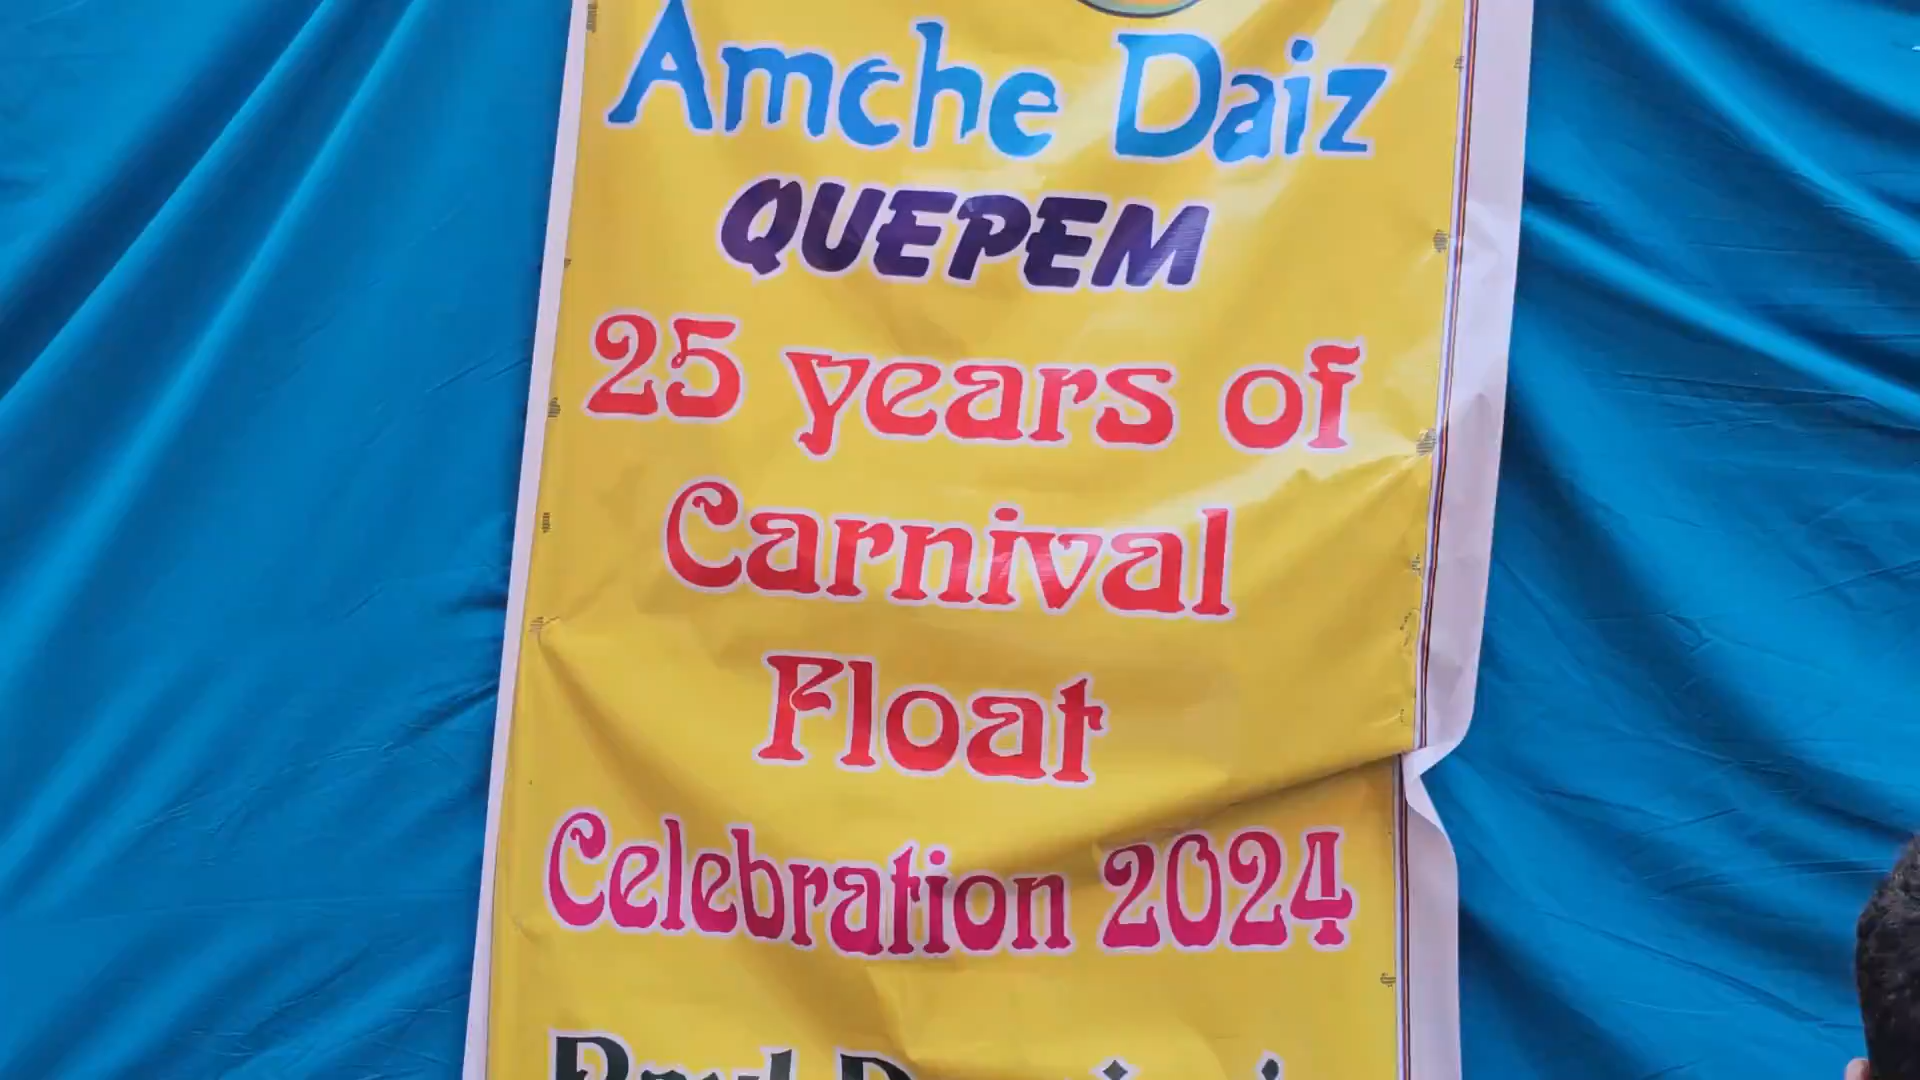 Amche Daiz
QUEPEM
25 years of
Carnival
Float
Celebration 2024